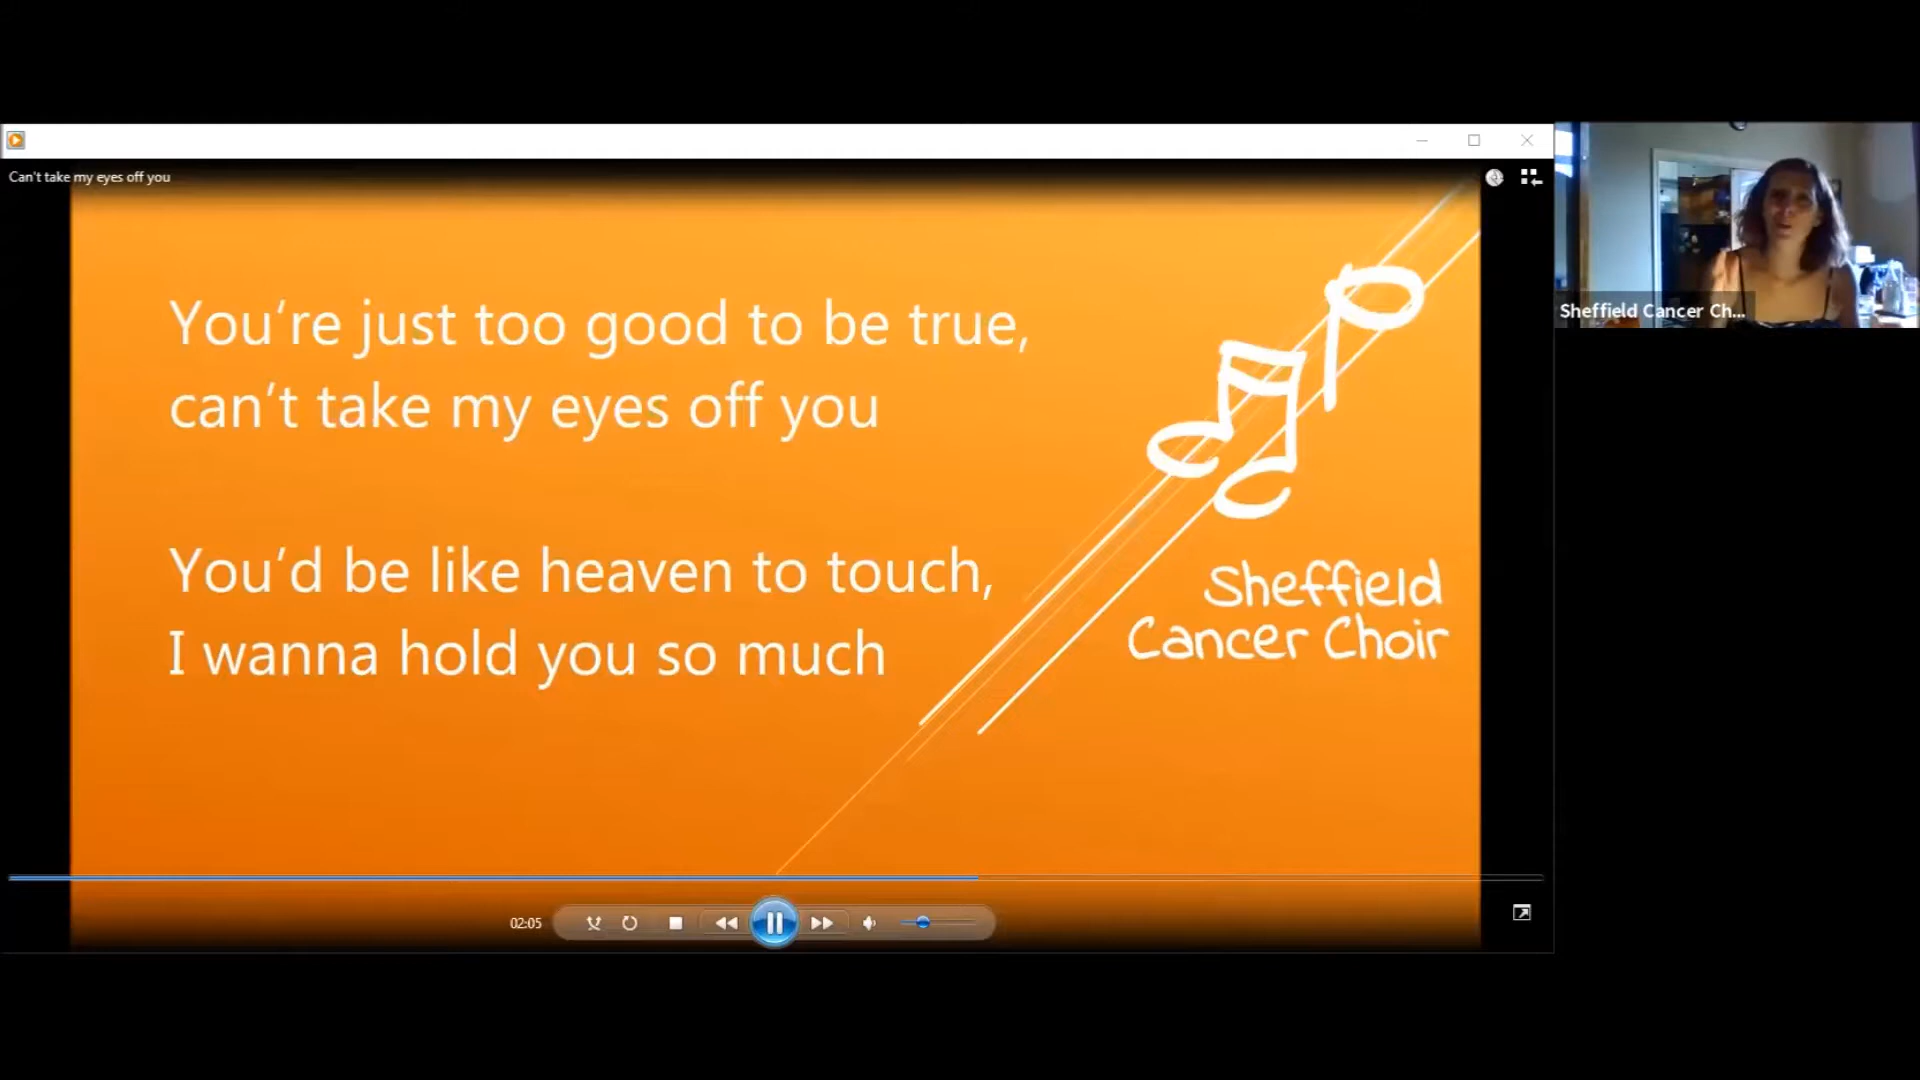 Can't take my eyes off you
You‘re just too good to be true,
can’t take my eyes off you
You’d be like heaven to touch,
I wanna hold you so much
Sheffield
Cancer Choir
Sheffield Cancer Ch...
02:05